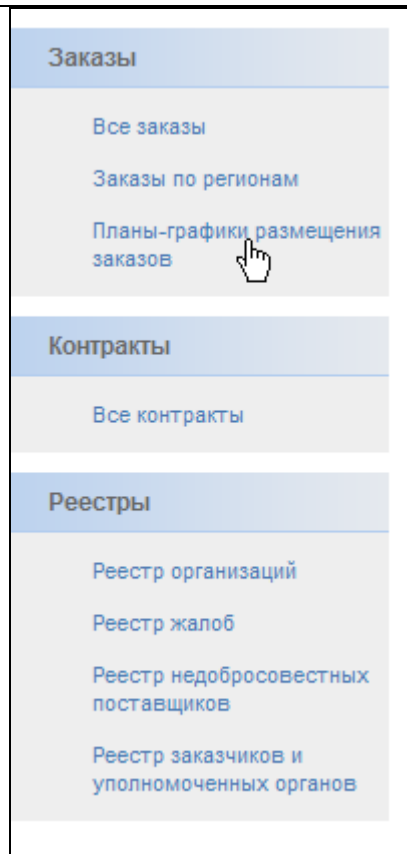 Заказы
Все заказы
Заказы по регионам
Планы-графики размещения
заказов
Контракты
Все контракты
Реестры
Реестр организаций
Реестр жалоб
Реестр недобросовестных
поставщиков
Реестр заказчиков и
уполномоченных органов